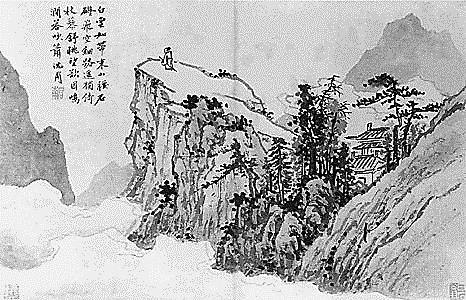 白雲如帶束山腰石
磴飛空細路遙獨倚
杖藜舒眺望欲因鳴
澗答吹簫沈周